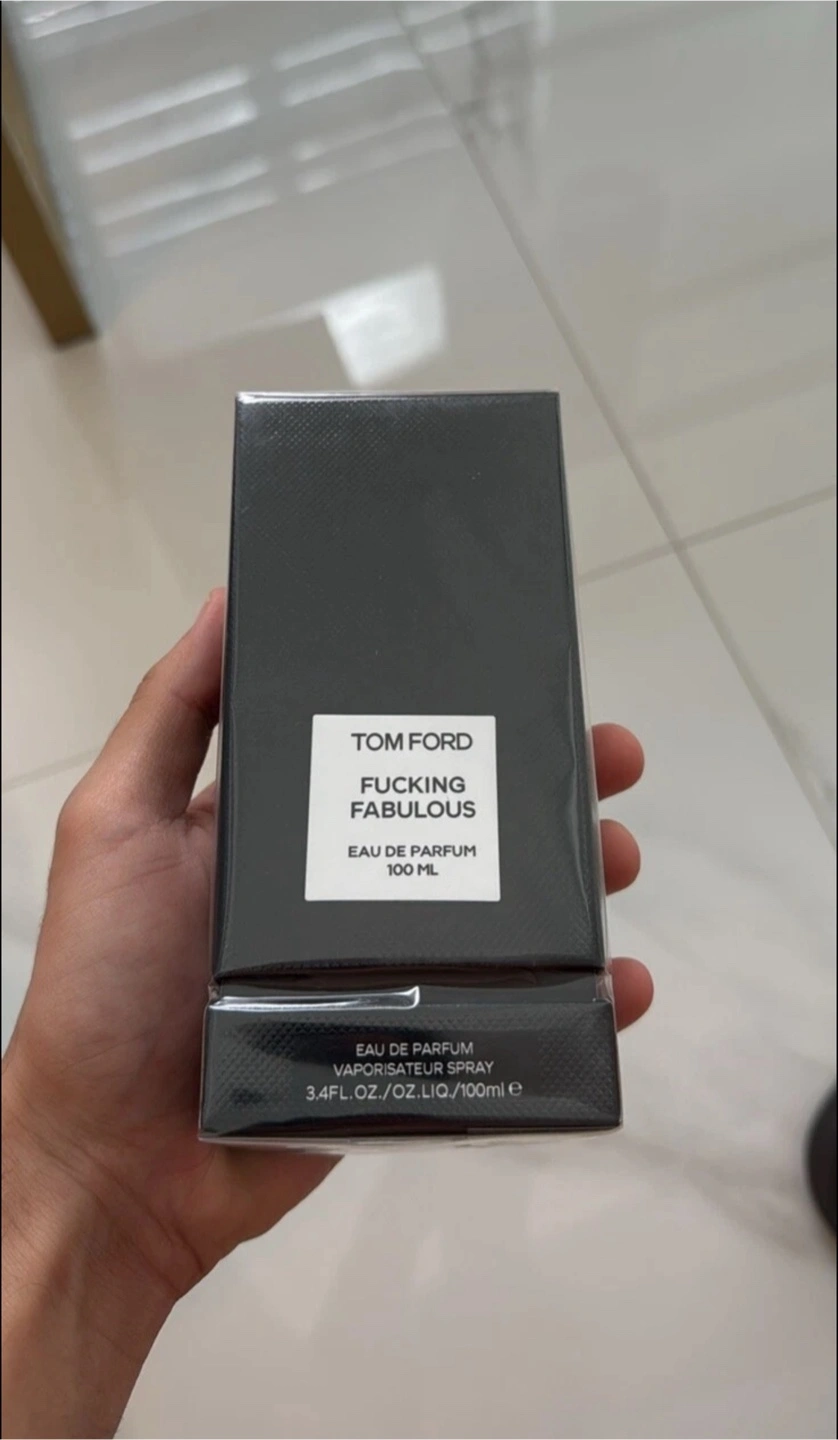 TOM FORD
FUCKING
FABULOUS
EAU DE PARFUM
100 ML
EAU DE PARFUM
VAPORISATEUR SPRAY
3.4FL.OZ./OZ.LIQ./100ml ℮